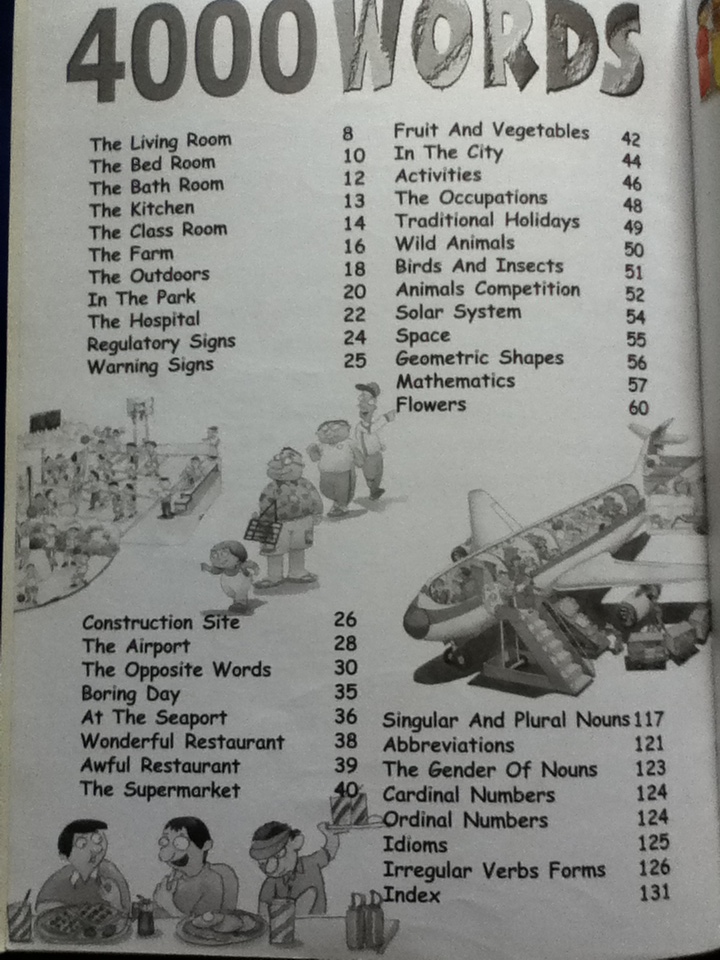 4000 WORDS
The Living Room 8
The Bed Room 10
The Bath Room 12
The Kitchen 13
The Class Room 14
The Farm 16
The Outdoors 18
In The Park 20
The Hospital 22
Regulatory Signs 24
Warning Signs 25
Construction Site 26
The Airport 28
The Opposite Words 30
Boring Day 35
At The Seaport 36
Wonderful Restaurant 38
Awful Restaurant 39
The Supermarket 40
Fruit And Vegetables 42
In The City 44
Activities 46
The Occupations 48
Traditional Holidays 49
Wild Animals 50
Birds And Insects 51
Animals Competition 52
Solar System 54
Space 55
Geometric Shapes 56
Mathematics 57
Flowers 60
Singular And Plural Nouns 117
Abbreviations 121
The Gender Of Nouns 123
Cardinal Numbers 124
Ordinal Numbers 124
Idioms 125
Irregular Verbs Forms 126
Index 131